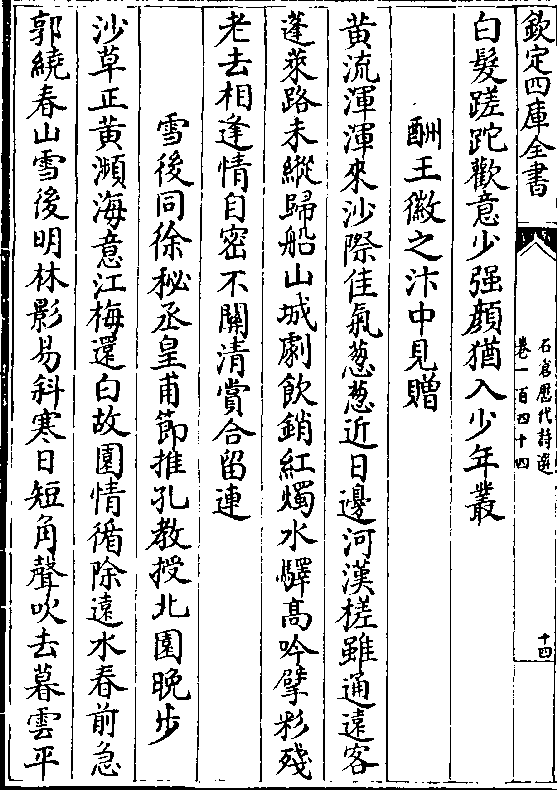 欽定四庫全書
石倉歴代詩選
卷一百四十四
十四
白髮蹉跎歡意少强顔猶入少年叢
酬王徽之汴中見贈
黄流渾渾來沙際佳氣葱葱近日邊河漢槎雖通遠客
蓬萊路未縱歸船山城劇飲銷紅燭水驛髙吟擘彩殘
老去相逢情自密不闗清賞合留連
雪後同徐秘丞皇甫節推孔教授北園晚步
沙草正黄瀕海意江梅還白故園情循除遠水春前急
郭繞春山雪後明林影易斜寒日短角聲吹去暮雲平